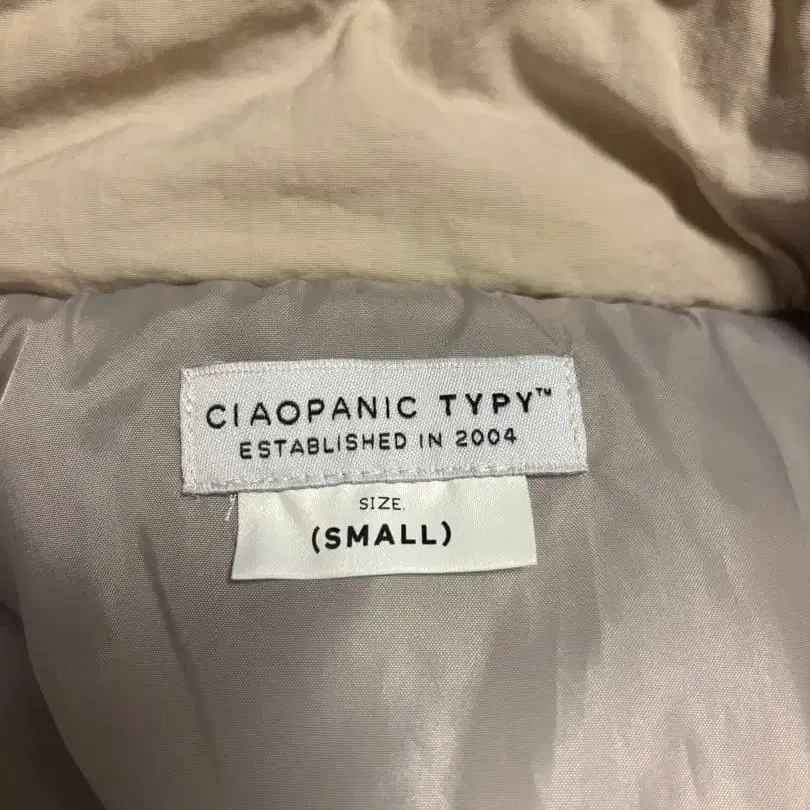 CIAOPANIC TYPY™
ESTABLISHED IN 2004
SIZE.
(SMALL)